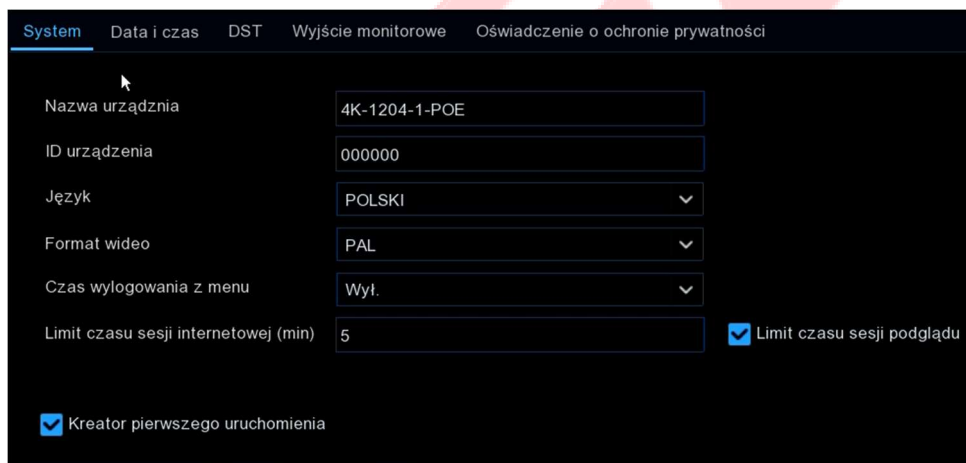 System Data i czas DST Wyjście monitorowe Oświadczenie o ochronie prywatności
Nazwa urządznia 4K-1204-1-POE
ID urządzenia 000000
Język POLSKI
Format wideo PAL
Czas wylogowania z menu Wył.
Limit czasu sesji internetowej (min) 5 Limit czasu sesji podglądu
Kreator pierwszego uruchomienia